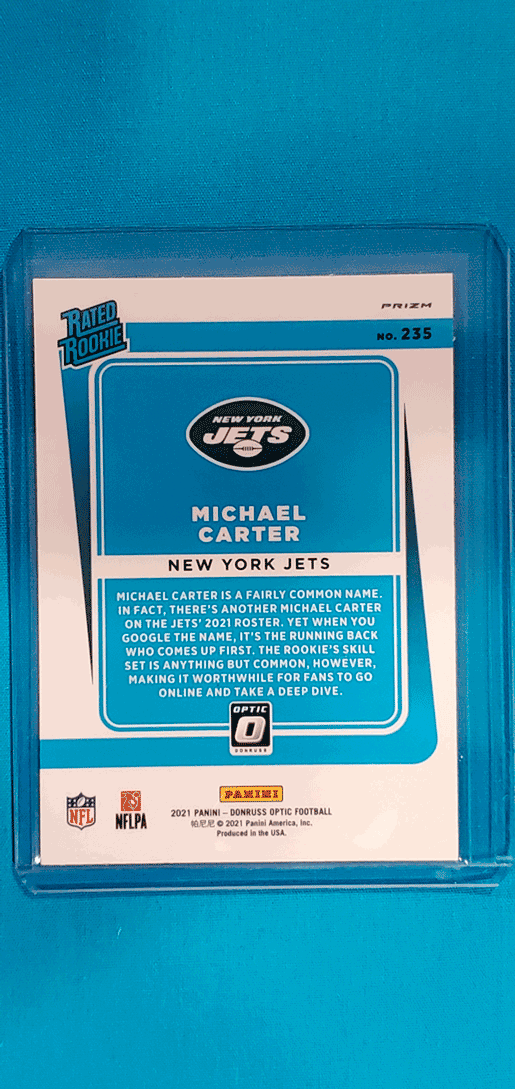 RATED
ROOKIE
PRIZM
NO. 235
NEW YORK
JETS
MICHAEL
CARTER
NEW YORK JETS
MICHAEL CARTER IS A FAIRLY COMMON NAME.
IN FACT, THERE'S ANOTHER MICHAEL CARTER
ON THE JETS' 2021 ROSTER. YET WHEN YOU
GOOGLE THE NAME, IT'S THE RUNNING BACK
WHO COMES UP FIRST. THE ROOKIE'S SKILL
SET IS ANYTHING BUT COMMON, HOWEVER,
MAKING IT WORTHWHILE FOR FANS TO GO
ONLINE AND TAKE A DEEP DIVE.
OPTIC
O
DONRUSS
PANINI
NFL
NFLPA
2021 PANINI – DONRUSS OPTIC FOOTBALL
帕尼尼 © 2021 Panini America, Inc.
Produced in the USA.